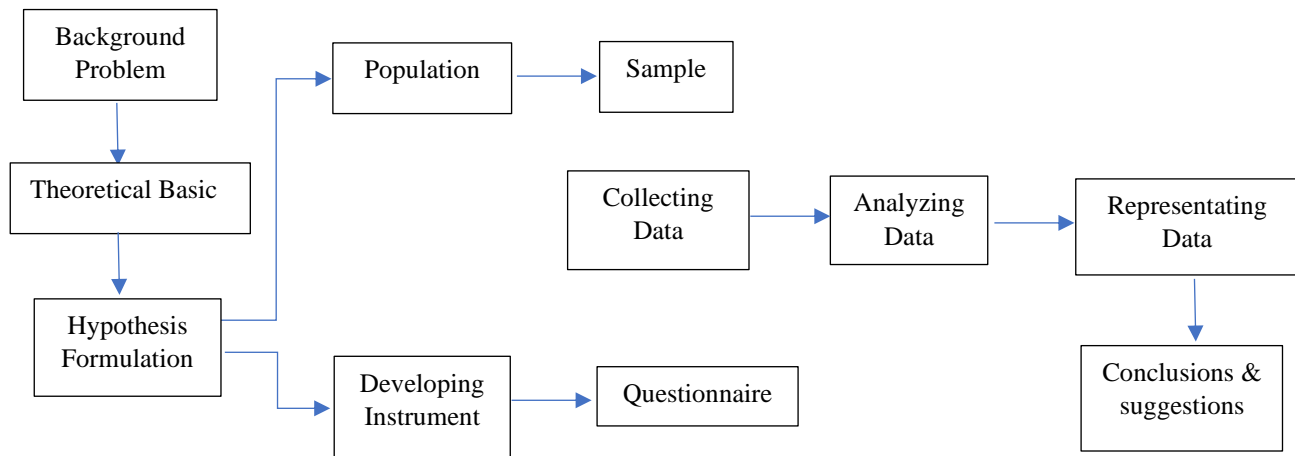 Background
Problem
Population
Sample
Theoretical Basic
Collecting
Data
Analyzing
Data
Representating
Data
Hypothesis
Formulation
Developing
Instrument
Questionnaire
Conclusions &
suggestions